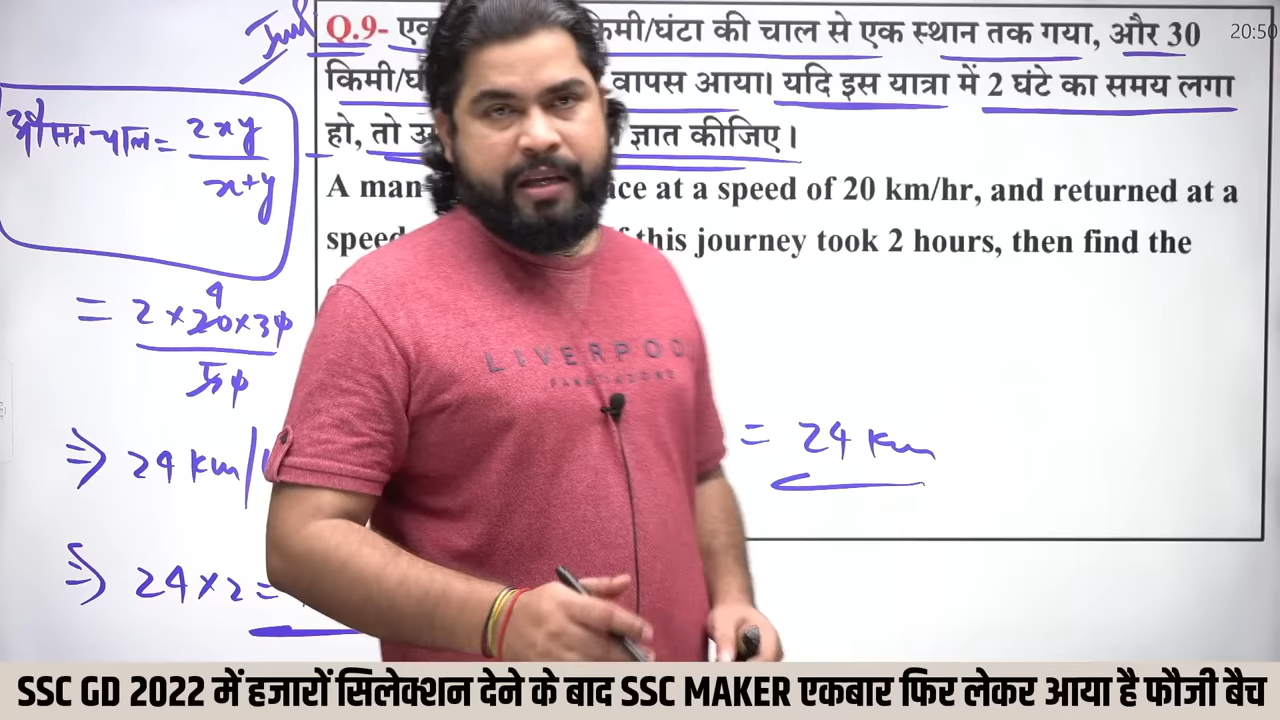 20:50
Q.9- एक किमी/घंटा की चाल से एक स्थान तक गया, और 30
वापस आया। यदि इस यात्रा में 2 घंटे का समय लगा
हो, तो ज्ञात कीजिए।
A man at a speed of 20 km/hr, and returned at a
speed this journey took 2 hours, then find the
औसत चाल = 2xy
x+y
= 2 × 20 × 30
4
50
⇒ 24 km/
⇒ 24 × 2 =
= 24 km
LIVERPOO
SSC GD 2022 में हजारों सिलेक्शन देने के बाद SSC MAKER एकबार फिर लेकर आया है फौजी बैच